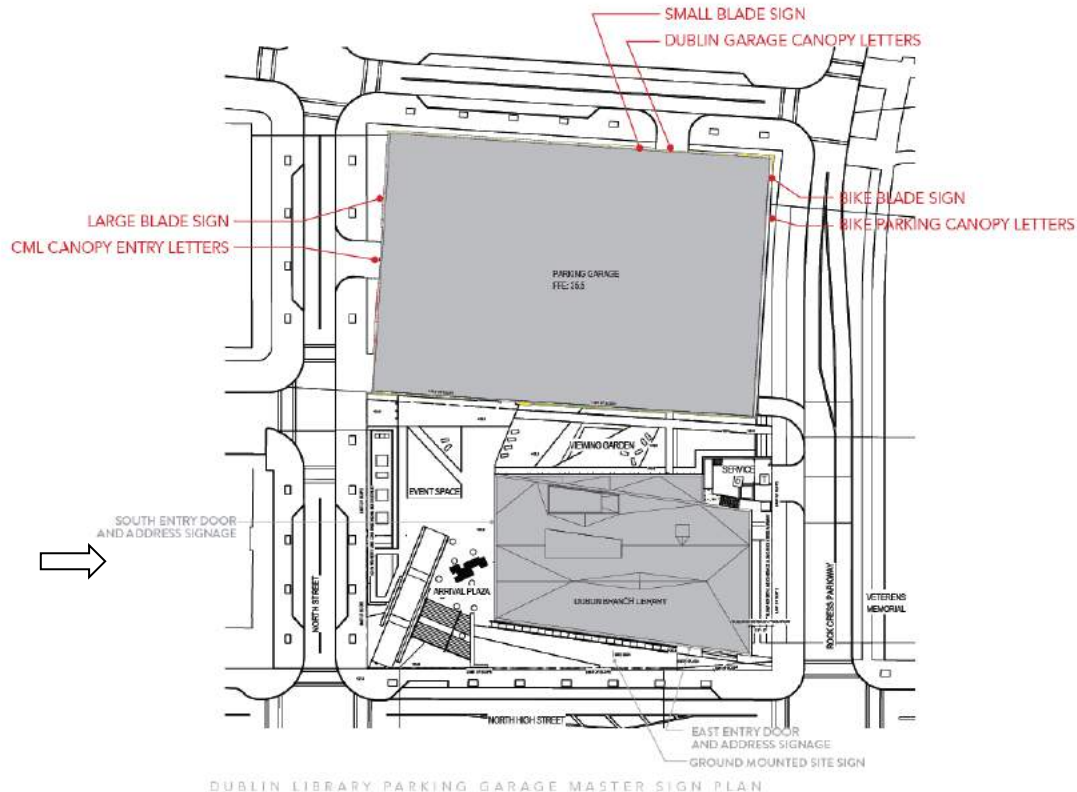 SMALL BLADE SIGN
DUBLIN GARAGE CANOPY LETTERS
BIKE BLADE SIGN
BIKE PARKING CANOPY LETTERS
LARGE BLADE SIGN
CML CANOPY ENTRY LETTERS
PARKING GARAGE
VIEWING GARDEN
SERVICE
EVENT SPACE
SOUTH ENTRY DOOR
AND ADDRESS SIGNAGE
ARRIVAL PLAZA
DUBLIN BRANCH LIBRARY
NORTH STREET
ROCK CRESS PARKWAY
VETERENS
MEMORIAL
NORTH HIGH STREET
EAST ENTRY DOOR
AND ADDRESS SIGNAGE
GROUND MOUNTED SITE SIGN
DUBLIN LIBRARY PARKING GARAGE MASTER SIGN PLAN